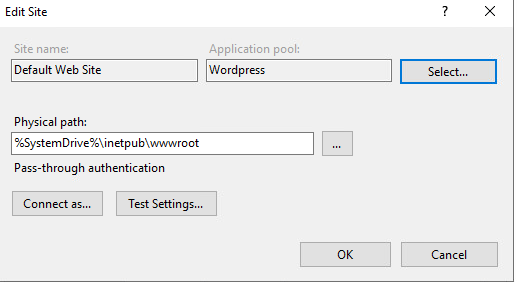 Edit Site
?
Site name:
Application pool:
Default Web Site
Wordpress
Select...
Physical path:
%SystemDrive%\inetpub\wwwroot
...
Pass-through authentication
Connect as...
Test Settings...
OK
Cancel